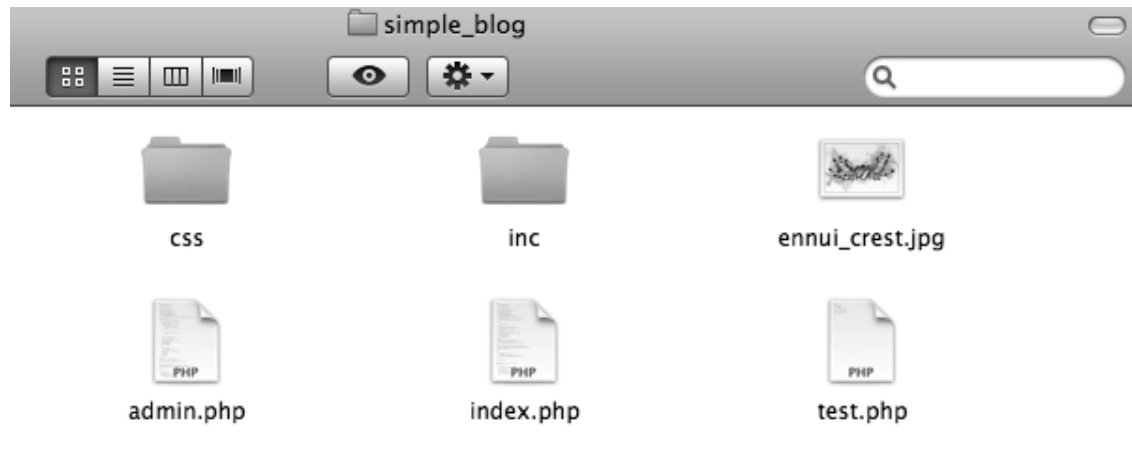 simple_blog
css
inc
ennui_crest.jpg
PHP
PHP
PHP
admin.php
index.php
test.php